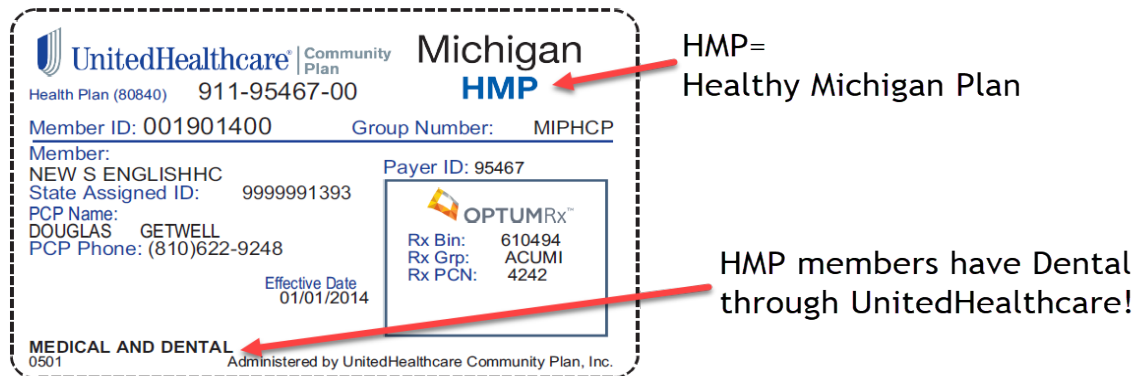 UnitedHealthcare® Community Plan
Michigan
HMP
Health Plan (80840) 911-95467-00
Member ID: 001901400 Group Number: MIPHCP
Member:
NEW S ENGLISHHC
State Assigned ID: 9999991393
PCP Name:
DOUGLAS GETWELL
PCP Phone: (810)622-9248
Effective Date
01/01/2014
Payer ID: 95467
OPTUMRx™
Rx Bin: 610494
Rx Grp: ACUMI
Rx PCN: 4242
MEDICAL AND DENTAL
0501 Administered by UnitedHealthcare Community Plan, Inc.
HMP=
Healthy Michigan Plan
HMP members have Dental
through UnitedHealthcare!